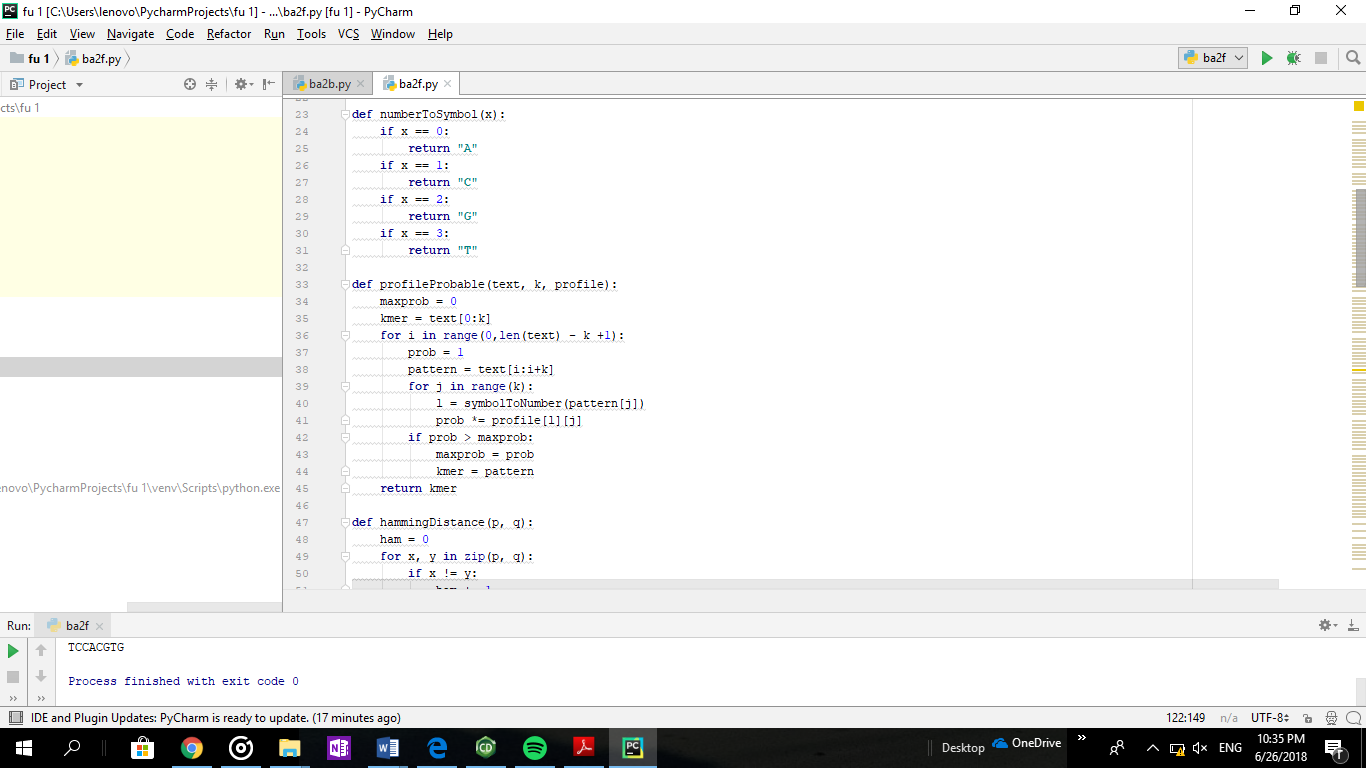 fu 1 [C:\Users\lenovo\PycharmProjects\fu 1] - ...\ba2f.py [fu 1] - PyCharm
File Edit View Navigate Code Refactor Run Tools VCS Window Help
fu 1 ba2f.py ba2f
Project ba2b.py ba2f.py
cts\fu 1
23 def numberToSymbol(x):
24 if x == 0:
25 return "A"
26 if x == 1:
27 return "C"
28 if x == 2:
29 return "G"
30 if x == 3:
31 return "T"
32
33 def profileProbable(text, k, profile):
34 maxprob = 0
35 kmer = text[0:k]
36 for i in range(0,len(text) - k +1):
37 prob = 1
38 pattern = text[i:i+k]
39 for j in range(k):
40 l = symbolToNumber(pattern[j])
41 prob *= profile[l][j]
42 if prob > maxprob:
43 maxprob = prob
44 kmer = pattern
45 return kmer
46
47 def hammingDistance(p, q):
48 ham = 0
49 for x, y in zip(p, q):
50 if x != y:
enovo\PycharmProjects\fu 1\venv\Scripts\python.exe
Run: ba2f
TCCACGTG
Process finished with exit code 0
IDE and Plugin Updates: PyCharm is ready to update. (17 minutes ago) 122:149 n/a UTF-8
Desktop OneDrive ENG 10:35 PM
6/26/2018